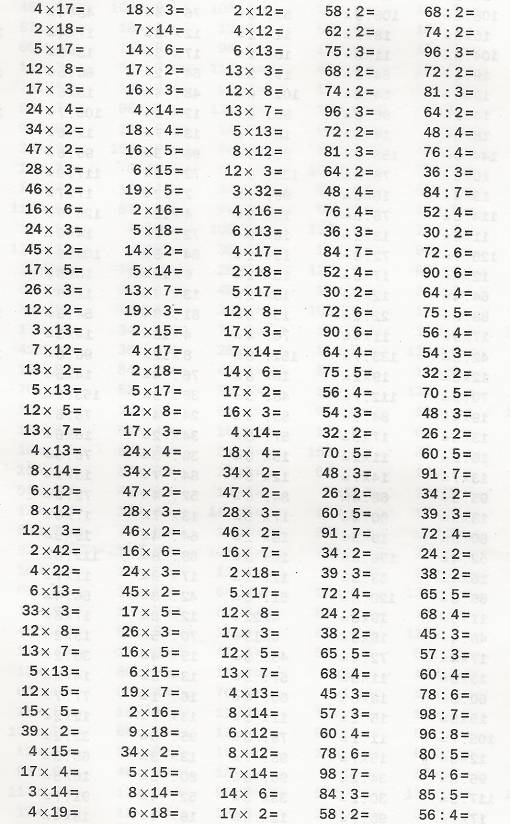 4×17= 18× 3= 2×12= 58:2= 68:2=
2×18= 7×14= 4×12= 62:2= 74:2=
5×17= 14× 6= 6×13= 75:3= 96:3=
12× 8= 17× 2= 13× 3= 68:2= 72:2=
17× 3= 16× 3= 12× 8= 74:2= 81:3=
24× 4= 4×14= 13× 7= 96:3= 64:2=
34× 2= 18× 4= 5×13= 72:2= 48:4=
47× 2= 16× 5= 8×12= 81:3= 76:4=
28× 3= 6×15= 12× 3= 64:2= 36:3=
46× 2= 19× 5= 3×32= 48:4= 84:7=
16× 6= 2×16= 4×16= 76:4= 52:4=
24× 3= 5×18= 6×13= 36:3= 30:2=
45× 2= 14× 2= 4×17= 84:7= 72:6=
17× 5= 5×14= 2×18= 52:4= 90:6=
26× 3= 13× 7= 5×17= 30:2= 64:4=
12× 2= 19× 3= 12× 8= 72:6= 75:5=
3×13= 2×15= 17× 3= 90:6= 56:4=
7×12= 4×17= 7×14= 64:4= 54:3=
13× 2= 2×18= 14× 6= 75:5= 32:2=
5×13= 5×17= 17× 2= 56:4= 70:5=
12× 5= 12× 8= 16× 3= 54:3= 48:3=
13× 7= 17× 3= 4×14= 32:2= 26:2=
4×13= 24× 4= 18× 4= 70:5= 60:5=
8×14= 34× 2= 34× 2= 48:3= 91:7=
6×12= 47× 2= 47× 2= 26:2= 34:2=
8×12= 28× 3= 28× 3= 60:5= 39:3=
12× 3= 46× 2= 46× 2= 91:7= 72:4=
2×42= 16× 6= 16× 7= 34:2= 24:2=
4×22= 24× 3= 2×18= 39:3= 38:2=
6×13= 45× 2= 5×17= 72:4= 65:5=
33× 3= 17× 5= 12× 8= 24:2= 68:4=
12× 8= 26× 3= 17× 3= 38:2= 45:3=
13× 7= 16× 5= 12× 5= 65:5= 57:3=
5×13= 6×15= 13× 7= 68:4= 60:4=
12× 5= 19× 7= 4×13= 45:3= 78:6=
15× 5= 2×16= 8×14= 57:3= 98:7=
39× 2= 9×18= 6×12= 60:4= 96:8=
4×15= 34× 2= 8×12= 78:6= 80:5=
17× 4= 5×15= 7×14= 98:7= 84:6=
3×14= 8×14= 14× 6= 84:3= 85:5=
4×19= 6×18= 17× 2= 58:2= 56:4=